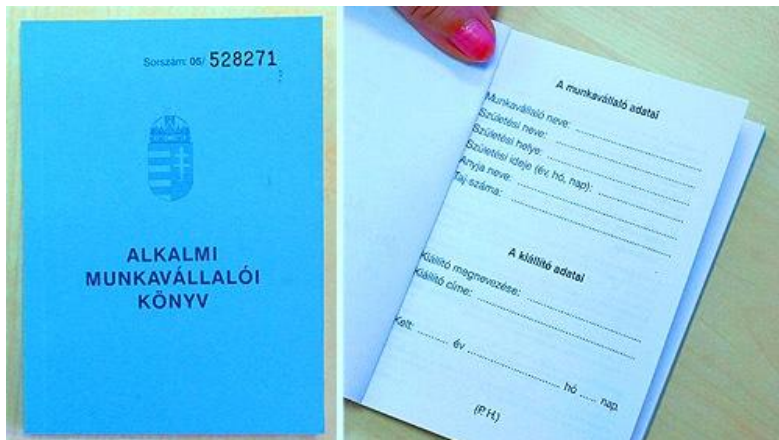 Sorszám: 05/ 528271
ALKALMI
MUNKAVÁLLALÓI
KÖNYV
A munkavállaló adatai
Munkavállaló neve:
Születési neve:
Születési helye:
Születési ideje (év, hó, nap):
Anyja neve:
Taj száma:
A kiállító adatai
Kiállító megnevezése:
Kiállító címe:
Kelt: ........ év ........................ hó ..... nap.
(P. H.)